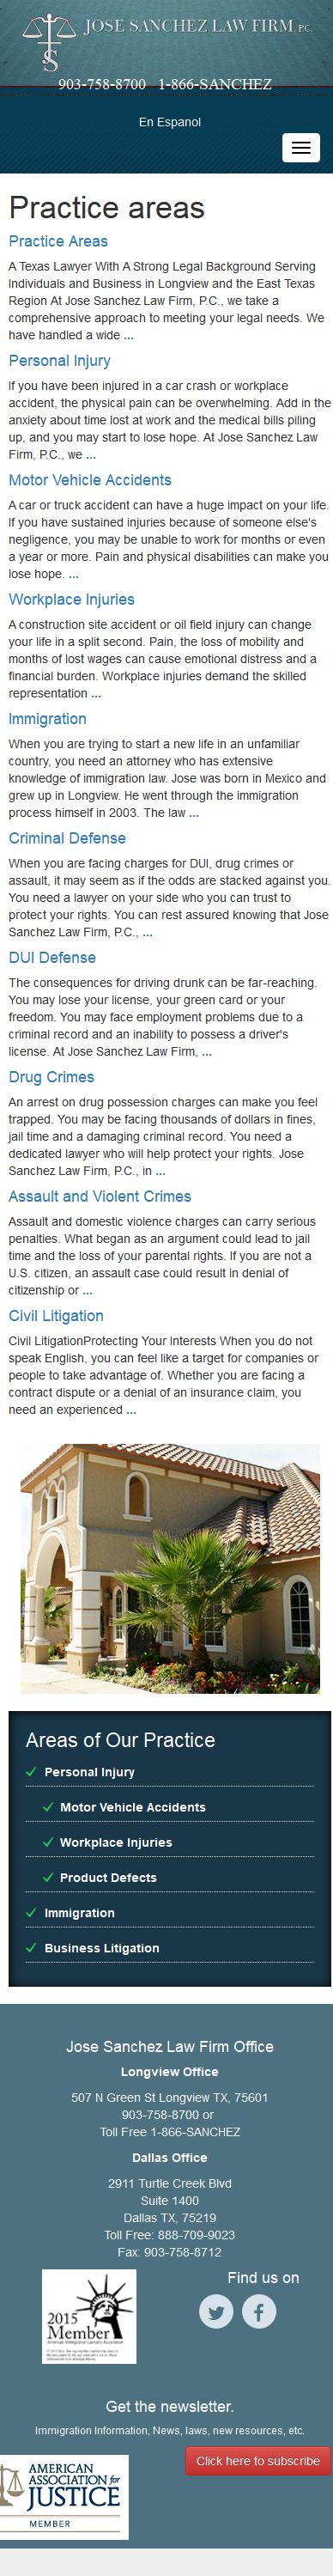 JOSE SANCHEZ LAW FIRM, P.C.
903-758-8700 1-866-SANCHEZ
En Espanol
Practice areas
Practice Areas
A Texas Lawyer With A Strong Legal Background Serving
Individuals and Business in Longview and the East Texas
Region At Jose Sanchez Law Firm, P.C., we take a
comprehensive approach to meeting your legal needs. We
have handled a wide ...
Personal Injury
If you have been injured in a car crash or workplace
accident, the physical pain can be overwhelming. Add in the
anxiety about time lost at work and the medical bills piling
up, and you may start to lose hope. At Jose Sanchez Law
Firm, P.C., we ...
Motor Vehicle Accidents
A car or truck accident can have a huge impact on your life.
If you have sustained injuries because of someone else's
negligence, you may be unable to work for months or even
a year or more. Pain and physical disabilities can make you
lose hope. ...
Workplace Injuries
A construction site accident or oil field injury can change
your life in a split second. Pain, the loss of mobility and
months of lost wages can cause emotional distress and a
financial burden. Workplace injuries demand the skilled
representation ...
Immigration
When you are trying to start a new life in an unfamiliar
country, you need an attorney who has extensive
knowledge of immigration law. Jose was born in Mexico and
grew up in Longview. He went through the immigration
process himself in 2003. The law ...
Criminal Defense
When you are facing charges for DUI, drug crimes or
assault, it may seem as if the odds are stacked against you.
You need a lawyer on your side who you can trust to
protect your rights. You can rest assured knowing that Jose
Sanchez Law Firm, P.C., ...
DUI Defense
The consequences for driving drunk can be far-reaching.
You may lose your license, your green card or your
freedom. You may face employment problems due to a
criminal record and an inability to possess a driver's
license. At Jose Sanchez Law Firm, ...
Drug Crimes
An arrest on drug possession charges can make you feel
trapped. You may be facing thousands of dollars in fines,
jail time and a damaging criminal record. You need a
dedicated lawyer who will help protect your rights. Jose
Sanchez Law Firm, P.C., in ...
Assault and Violent Crimes
Assault and domestic violence charges can carry serious
penalties. What began as an argument could lead to jail
time and the loss of your parental rights. If you are not a
U.S. citizen, an assault case could result in denial of
citizenship or ...
Civil Litigation
Civil LitigationProtecting Your Interests When you do not
speak English, you can feel like a target for companies or
people to take advantage of. Whether you are facing a
contract dispute or a denial of an insurance claim, you
need an experienced ...
Areas of Our Practice
Personal Injury
Motor Vehicle Accidents
Workplace Injuries
Product Defects
Immigration
Business Litigation
Jose Sanchez Law Firm Office
Longview Office
507 N Green St Longview TX, 75601
903-758-8700 or
Toll Free 1-866-SANCHEZ
Dallas Office
2911 Turtle Creek Blvd
Suite 1400
Dallas TX, 75219
Toll Free: 888-709-9023
Fax: 903-758-8712
2015
Member
American Immigration Lawyers Association
Find us on
Get the newsletter.
Immigration Information, News, laws, new resources, etc.
Click here to subscribe
AMERICAN
ASSOCIATION for
JUSTICE
MEMBER